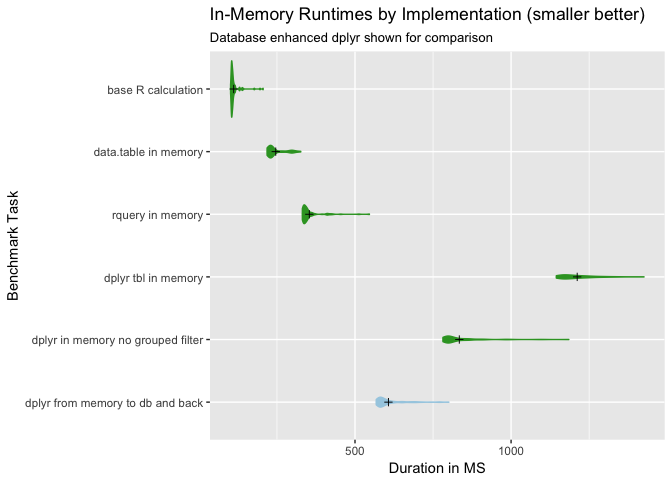 In-Memory Runtimes by Implementation (smaller better)
Database enhanced dplyr shown for comparison
Benchmark Task
base R calculation
data.table in memory
rquery in memory
dplyr tbl in memory
dplyr in memory no grouped filter
dplyr from memory to db and back
500
1000
Duration in MS